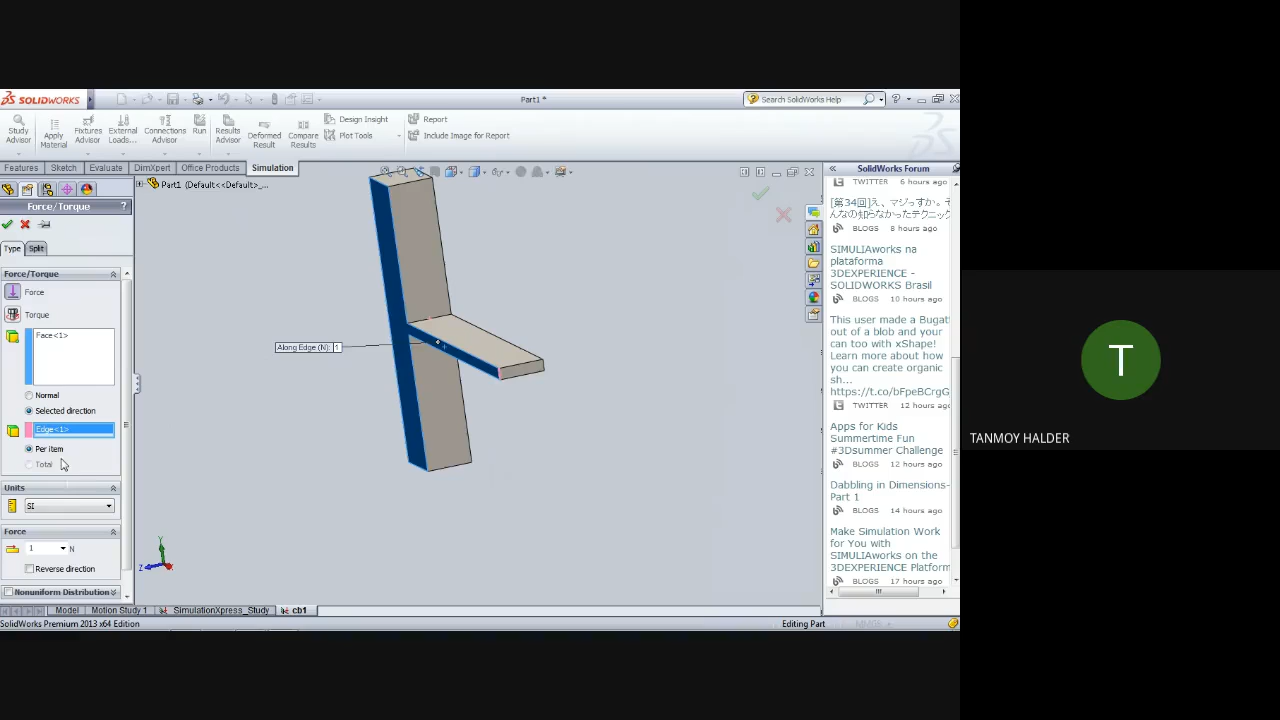 SOLIDWORKS
Part1 *
Search SolidWorks Help
Study Advisor
Apply Material
Fixtures Advisor
External Loads...
Connections Advisor
Run
Results Advisor
Deformed Result
Compare Results
Design Insight
Plot Tools
Report
Include Image for Report
Features
Sketch
Evaluate
DimXpert
Office Products
Simulation
Part1 (Default<<Default>_...
Force/Torque
?
Type
Split
Force/Torque
Force
Torque
Face<1>
Normal
Selected direction
Edge<1>
Per item
Total
Units
SI
Force
1
N
Reverse direction
Nonuniform Distribution
Along Edge (N): 1
Y
Z
X
Model
Motion Study 1
SimulationXpress_Study
cb1
SolidWorks Premium 2013 x64 Edition
Editing Part
SolidWorks Forum
TWITTER 6 hours ago
BLOGS 8 hours ago
SIMULIAworks na
plataforma
3DEXPERIENCE -
SOLIDWORKS Brasil
BLOGS 10 hours ago
This user made a Bugat
out of a blob and your
can too with xShape!
Learn more about how
you can create organic
sh...
https://t.co/bFpeBCrgG
TWITTER 12 hours ago
Apps for Kids
Summertime Fun
#3Dsummer Challenge
BLOGS 12 hours ago
Dabbling in Dimensions-
Part 1
BLOGS 14 hours ago
Make Simulation Work
for You with
SIMULIAworks on the
3DEXPERIENCE Platform
BLOGS 17 hours ago
T
TANMOY HALDER